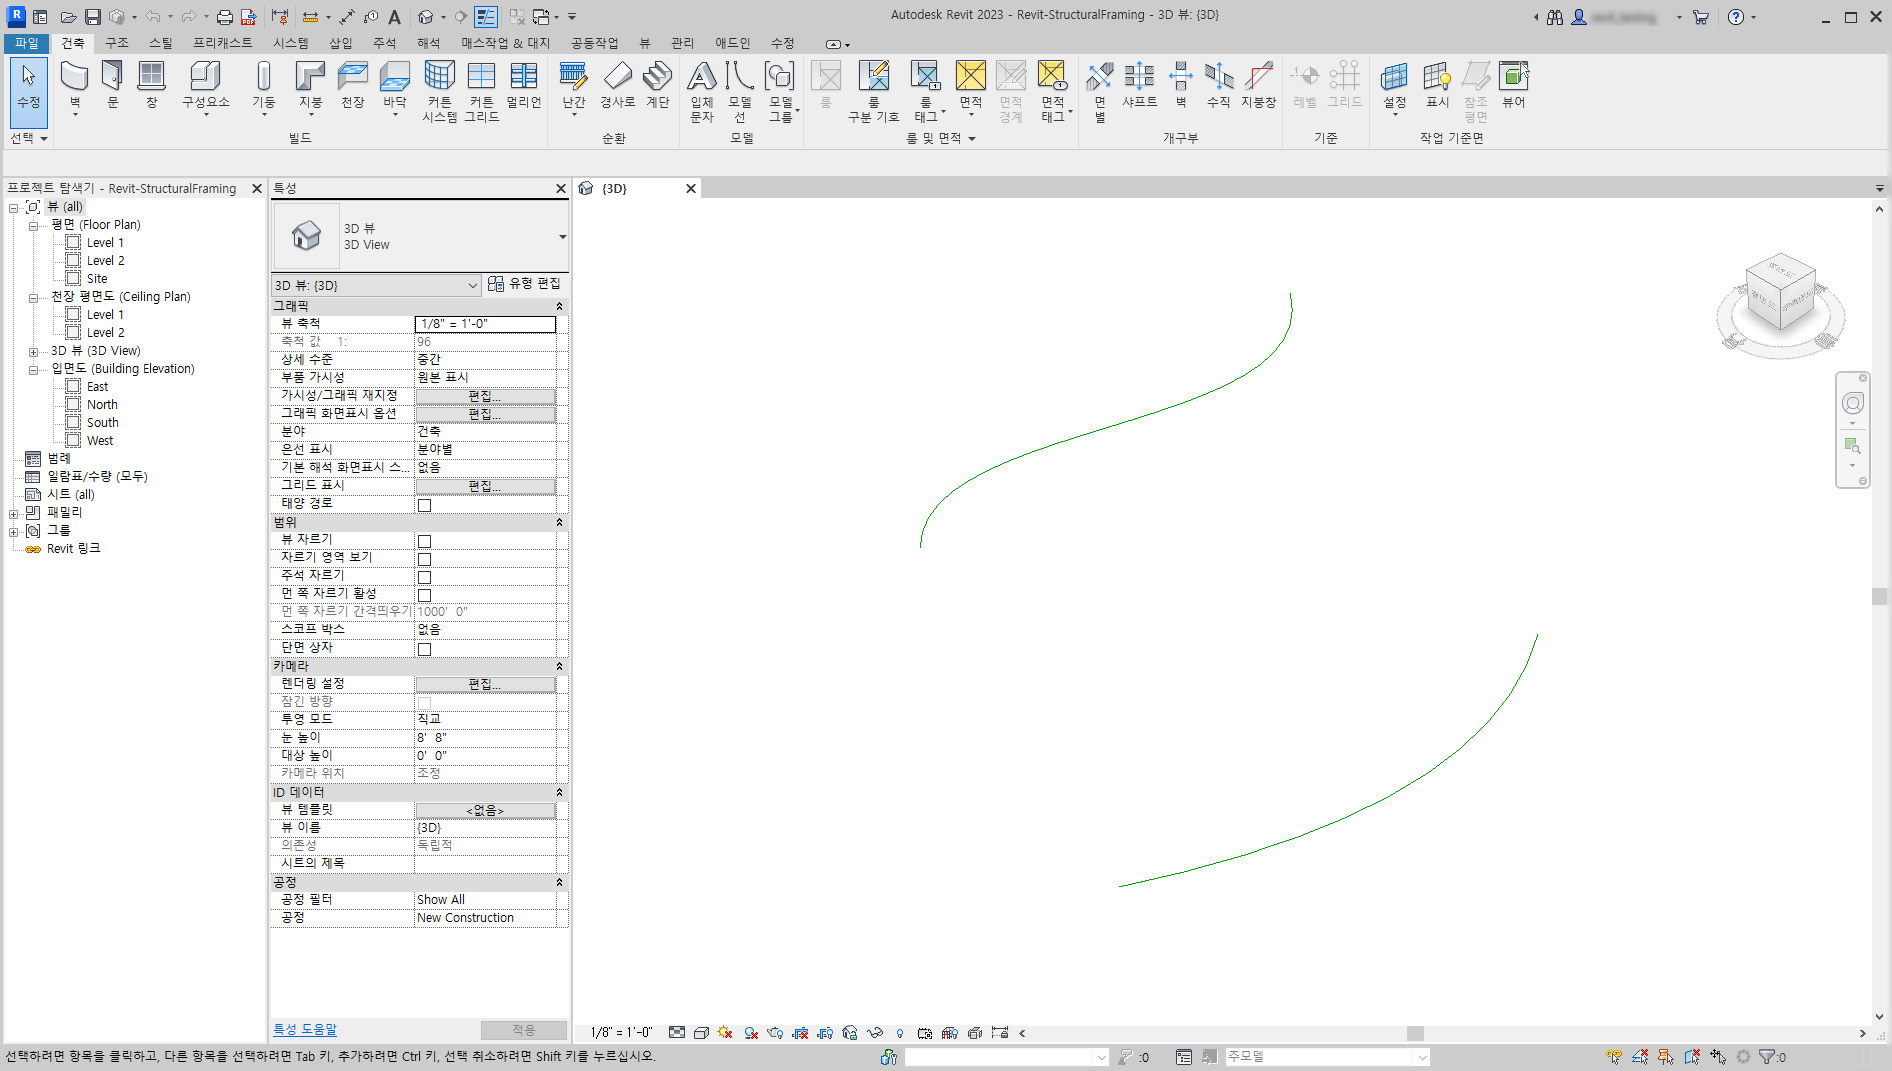 Autodesk Revit 2023 - Revit-StructuralFraming - 3D 뷰: {3D}
파일 건축 구조 스틸 프리캐스트 시스템 삽입 주석 해석 매스작업 & 대지 공동작업 뷰 관리 애드인 수정
수정 벽 문 창 구성요소 기둥 지붕 천장 바닥 커튼 시스템 커튼 그리드 멀리언 난간 경사로 계단 입체 문자 모델 선 모델 그룹 룸 룸 구분 기호 룸 태그 면적 면적 경계 면적 태그 면별 샤프트 벽 수직 지붕창 레벨 그리드 설정 표시 참조 평면 뷰어
선택 빌드 순환 모델 룸 및 면적 개구부 기준 작업 기준면
프로젝트 탐색기 - Revit-StructuralFraming
뷰 (all)
평면 (Floor Plan)
Level 1
Level 2
Site
천장 평면도 (Ceiling Plan)
Level 1
Level 2
3D 뷰 (3D View)
입면도 (Building Elevation)
East
North
South
West
범례
일람표/수량 (모두)
시트 (all)
패밀리
그룹
Revit 링크
특성
3D 뷰
3D View
3D 뷰: {3D} 유형 편집
그래픽
뷰 축척 1/8" = 1'-0"
축척 값 1: 96
상세 수준 중간
부품 가시성 원본 표시
가시성/그래픽 재지정 편집...
그래픽 화면표시 옵션 편집...
분야 건축
은선 표시 분야별
기본 해석 화면표시 스... 없음
그리드 표시 편집...
태양 경로
범위
뷰 자르기
자르기 영역 보기
주석 자르기
먼 쪽 자르기 활성
먼 쪽 자르기 간격띄우기 1000' 0"
스코프 박스 없음
단면 상자
카메라
렌더링 설정 편집...
잠긴 방향
투영 모드 직교
눈 높이 8' 8"
대상 높이 0' 0"
카메라 위치 조정
ID 데이터
뷰 템플릿 <없음>
뷰 이름 {3D}
의존성 독립적
시트의 제목
공정
공정 필터 Show All
공정 New Construction
특성 도움말 적용
{3D}
1/8" = 1'-0"
선택하려면 항목을 클릭하고, 다른 항목을 선택하려면 Tab 키, 추가하려면 Ctrl 키, 선택 취소하려면 Shift 키를 누르십시오.
:0 주모델 :0